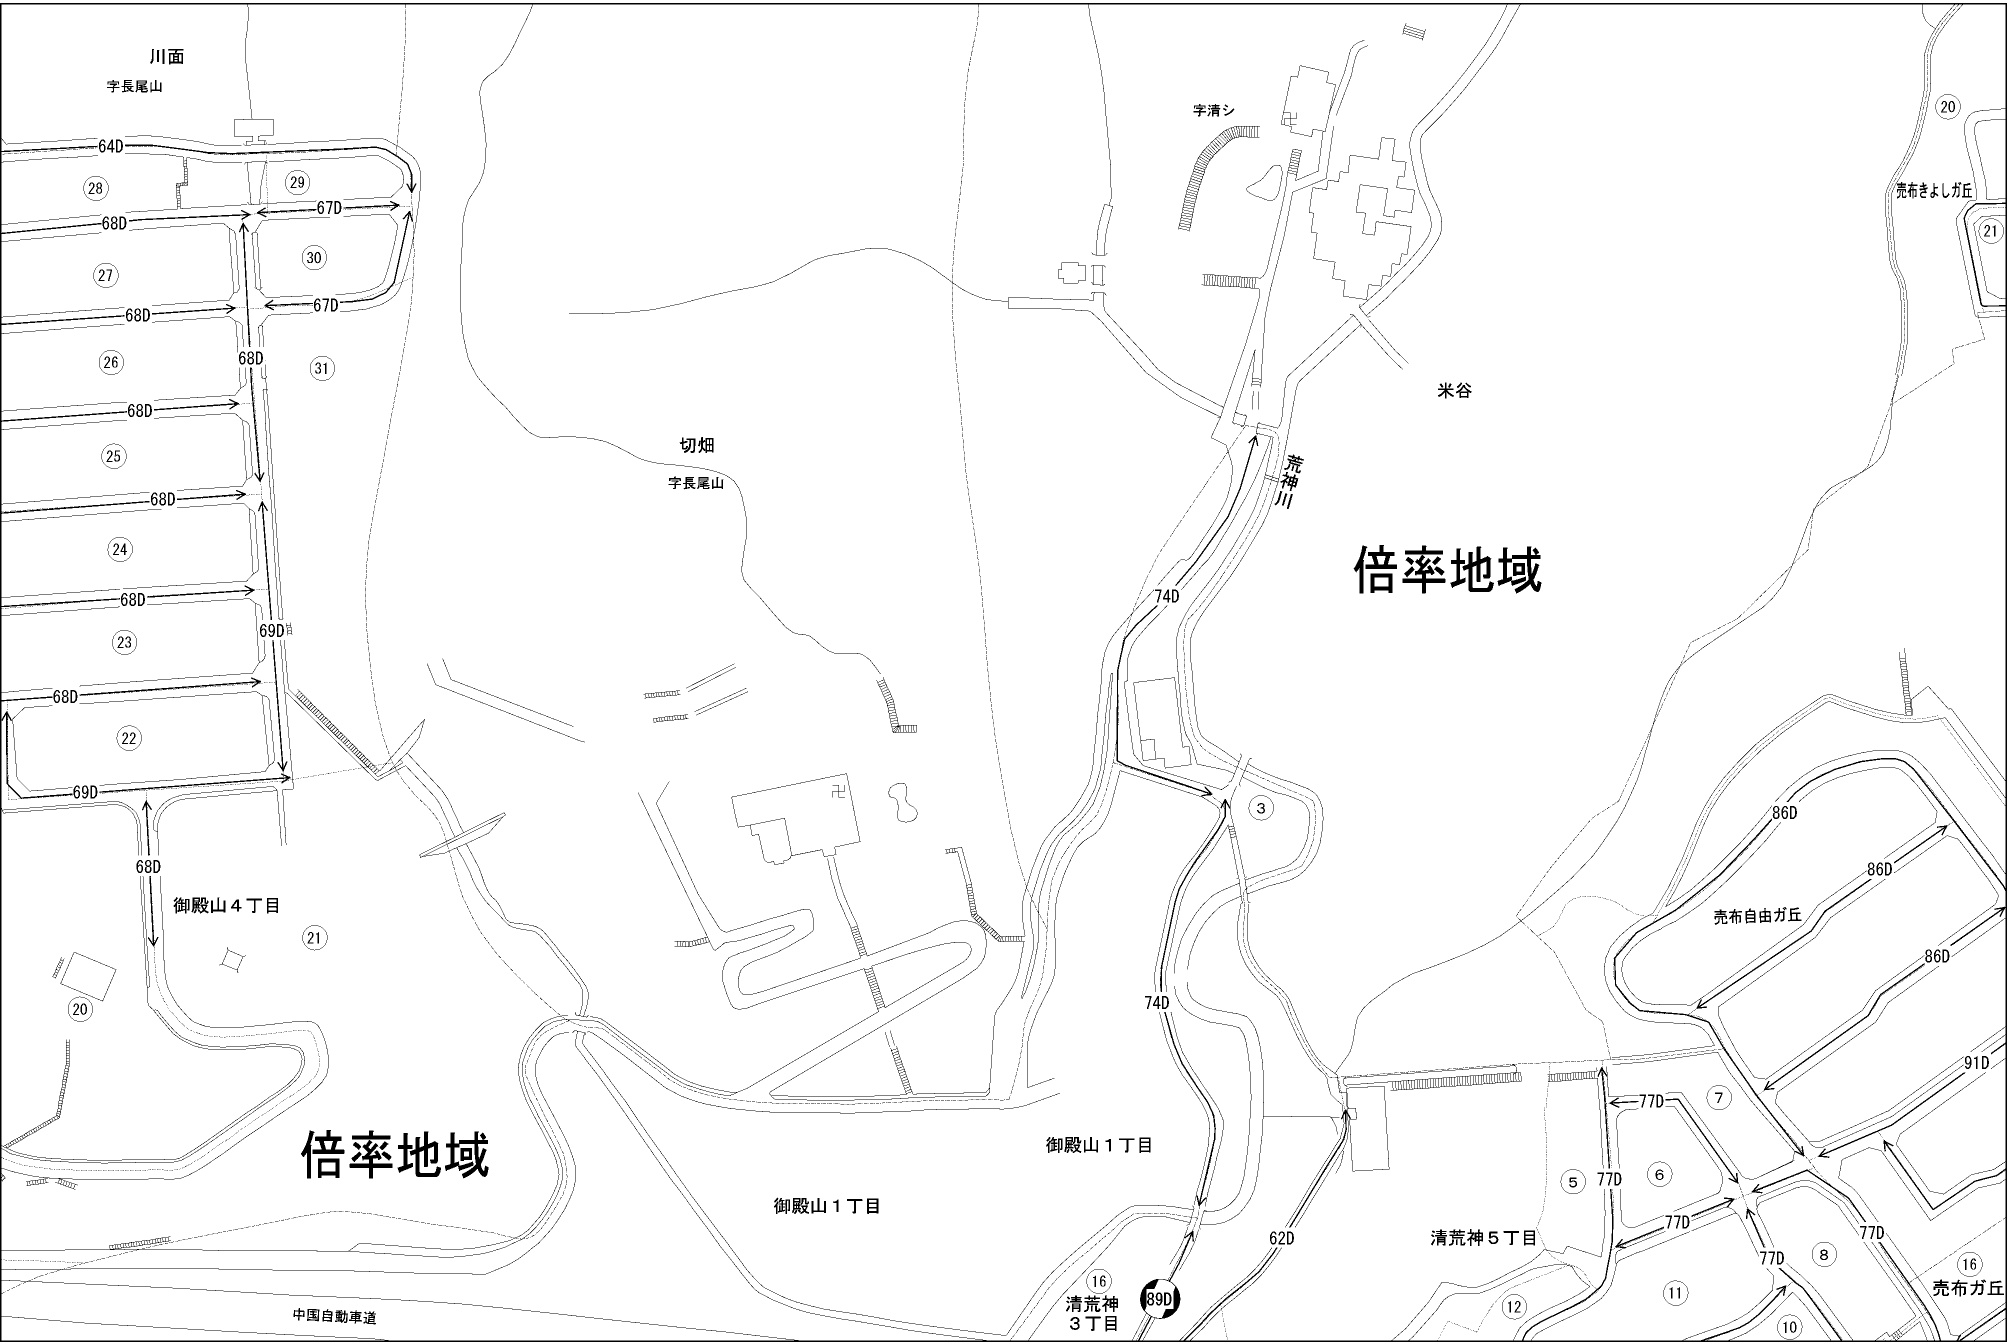 川面
字長尾山
字清シ
20
64D
28
29
売布きよしガ丘
67D
68D
21
30
27
67D
68D
68D
31
26
米谷
68D
切畑
25
荒神川
字長尾山
68D
24
倍率地域
74D
68D
69D
23
68D
22
69D
3
86D
68D
86D
御殿山４丁目
売布自由ガ丘
21
86D
74D
20
91D
7
77D
御殿山１丁目
倍率地域
6
5
77D
御殿山１丁目
77D
77D
62D
清荒神５丁目
8
77D
16
16
売布ガ丘
11
89D
清荒神
３丁目
12
中国自動車道
10